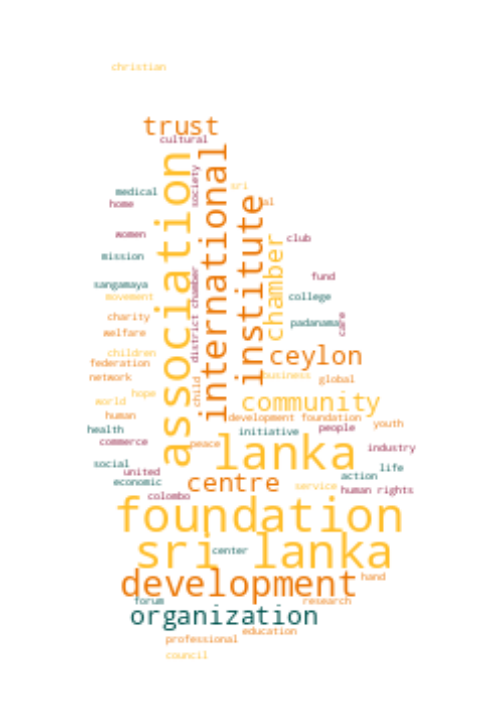 christian
trust
cultural
association
international
society
sri
medical
home
institute
women
club
chamber
mission
district chamber
fund
sangamaya
movement
college
charity
padanama
care
welfare
children
ceylon
federation
network
business
global
child
hope
world
community
human
development foundation
youth
health
initiative
people
commerce
peace
lanka
industry
social
united
life
action
economic
centre
service
human rights
colombo
foundation
sri lanka
center
development
hand
forum
research
organization
education
professional
council